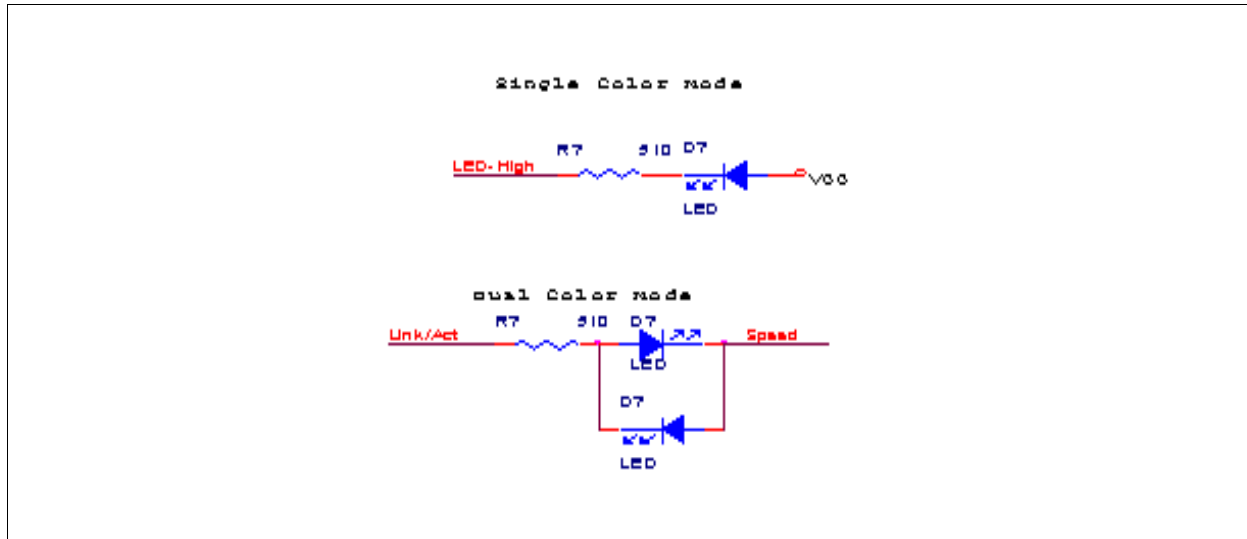 Single Color Mode
R7 510 D7
LED-High
VCC
LED
Dual Color Mode
R7 510 D7
Link/Act
Speed
LED
D7
LED